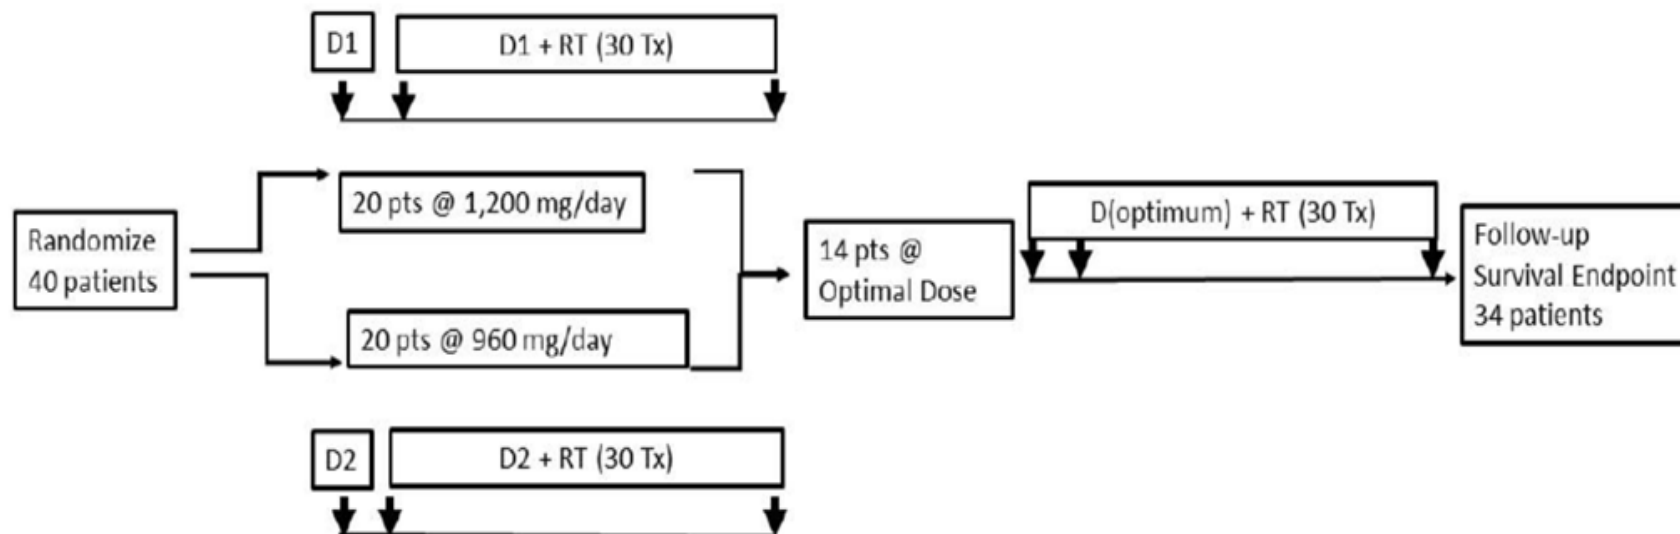 D1
D1 + RT (30 Tx)
20 pts @ 1,200 mg/day
Randomize
40 patients
20 pts @ 960 mg/day
D2
D2 + RT (30 Tx)
14 pts @
Optimal Dose
D(optimum) + RT (30 Tx)
Follow-up
Survival Endpoint
34 patients